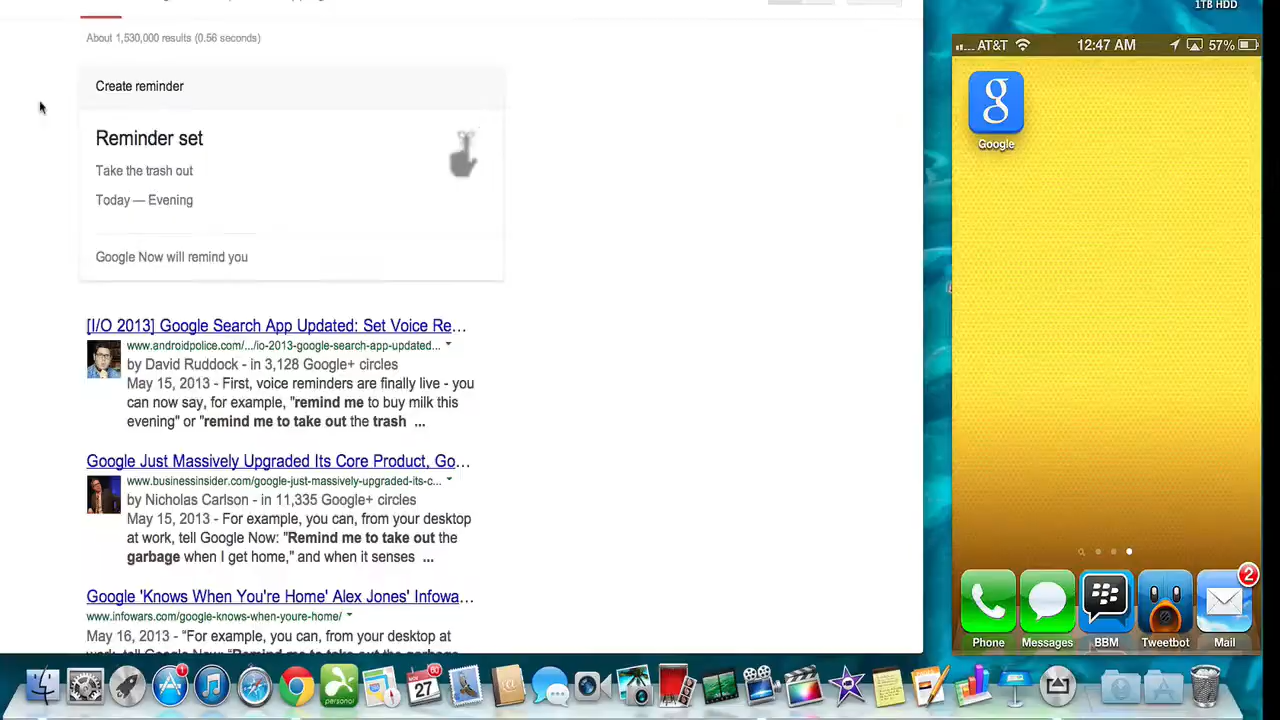 1TB HDD
About 1,530,000 results (0.56 seconds)
Create reminder
Reminder set
Take the trash out
Today — Evening
Google Now will remind you
[I/O 2013] Google Search App Updated: Set Voice Re...
www.androidpolice.com/.../io-2013-google-search-app-updated...
by David Ruddock - in 3,128 Google+ circles
May 15, 2013 - First, voice reminders are finally live - you
can now say, for example, "remind me to buy milk this
evening" or "remind me to take out the trash ...
Google Just Massively Upgraded Its Core Product, Go...
www.businessinsider.com/google-just-massively-upgraded-its-c...
by Nicholas Carlson - in 11,335 Google+ circles
May 15, 2013 - For example, you can, from your desktop
at work, tell Google Now: "Remind me to take out the
garbage when I get home," and when it senses ...
Google 'Knows When You're Home' Alex Jones' Infowa...
www.infowars.com/google-knows-when-youre-home/
May 16, 2013 - "For example, you can, from your desktop at
AT&T 12:47 AM 57%
g
Google
2
Phone Messages BBM Tweetbot Mail
1
27
60
personal